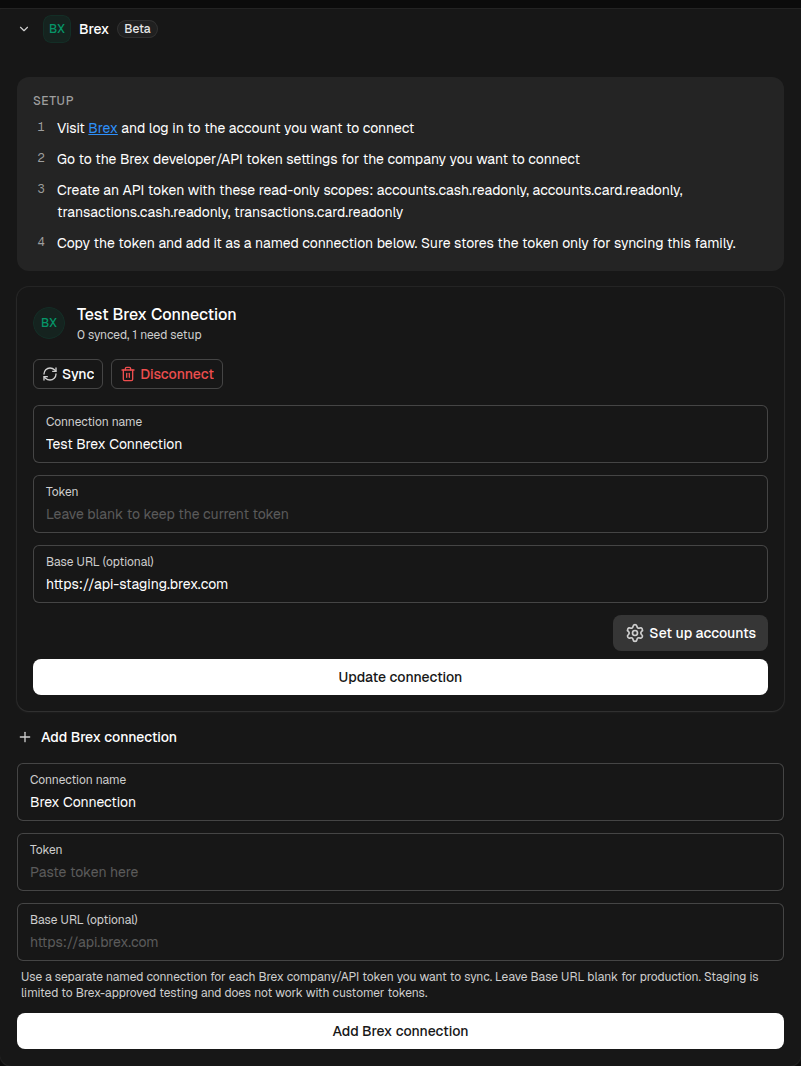 BX Brex Beta
SETUP
1 Visit Brex and log in to the account you want to connect
2 Go to the Brex developer/API token settings for the company you want to connect
3 Create an API token with these read-only scopes: accounts.cash.readonly, accounts.card.readonly,
transactions.cash.readonly, transactions.card.readonly
4 Copy the token and add it as a named connection below. Sure stores the token only for syncing this family.
BX Test Brex Connection
0 synced, 1 need setup
Sync Disconnect
Connection name
Test Brex Connection
Token
Leave blank to keep the current token
Base URL (optional)
https://api-staging.brex.com
Set up accounts
Update connection
Add Brex connection
Connection name
Brex Connection
Token
Paste token here
Base URL (optional)
https://api.brex.com
Use a separate named connection for each Brex company/API token you want to sync. Leave Base URL blank for production. Staging is
limited to Brex-approved testing and does not work with customer tokens.
Add Brex connection